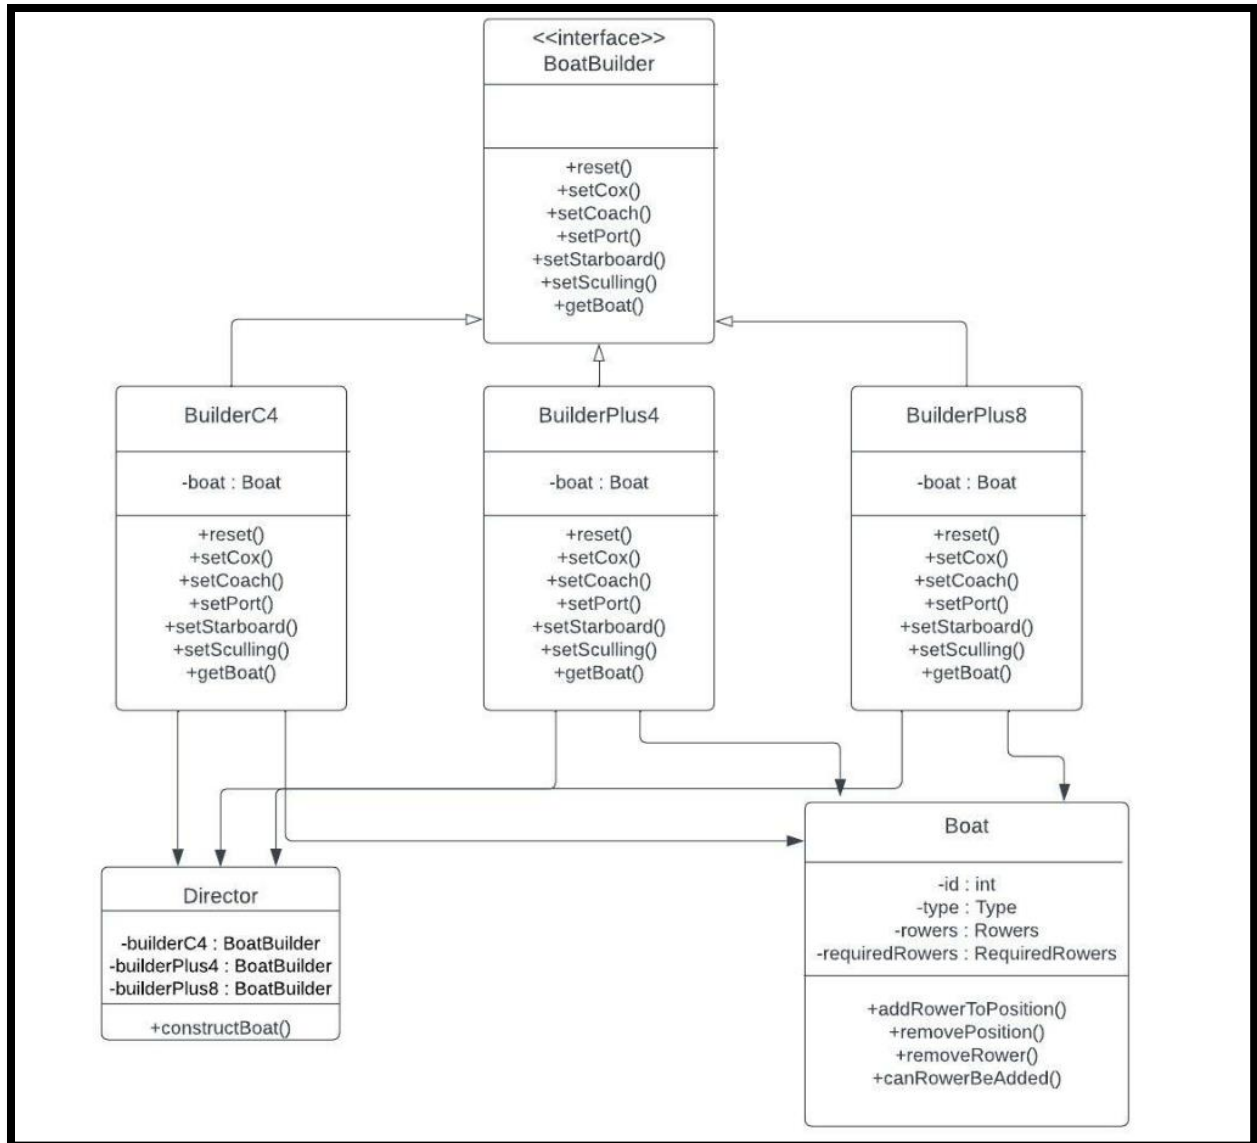 <<interface>>
BoatBuilder
+reset()
+setCox()
+setCoach()
+setPort()
+setStarboard()
+setSculling()
+getBoat()
BuilderC4
-boat : Boat
+reset()
+setCox()
+setCoach()
+setPort()
+setStarboard()
+setSculling()
+getBoat()
BuilderPlus4
-boat : Boat
+reset()
+setCox()
+setCoach()
+setPort()
+setStarboard()
+setSculling()
+getBoat()
BuilderPlus8
-boat : Boat
+reset()
+setCox()
+setCoach()
+setPort()
+setStarboard()
+setSculling()
+getBoat()
Director
-builderC4 : BoatBuilder
-builderPlus4 : BoatBuilder
-builderPlus8 : BoatBuilder
+constructBoat()
Boat
-id : int
-type : Type
-rowers : Rowers
-requiredRowers : RequiredRowers
+addRowerToPosition()
+removePosition()
+removeRower()
+canRowerBeAdded()